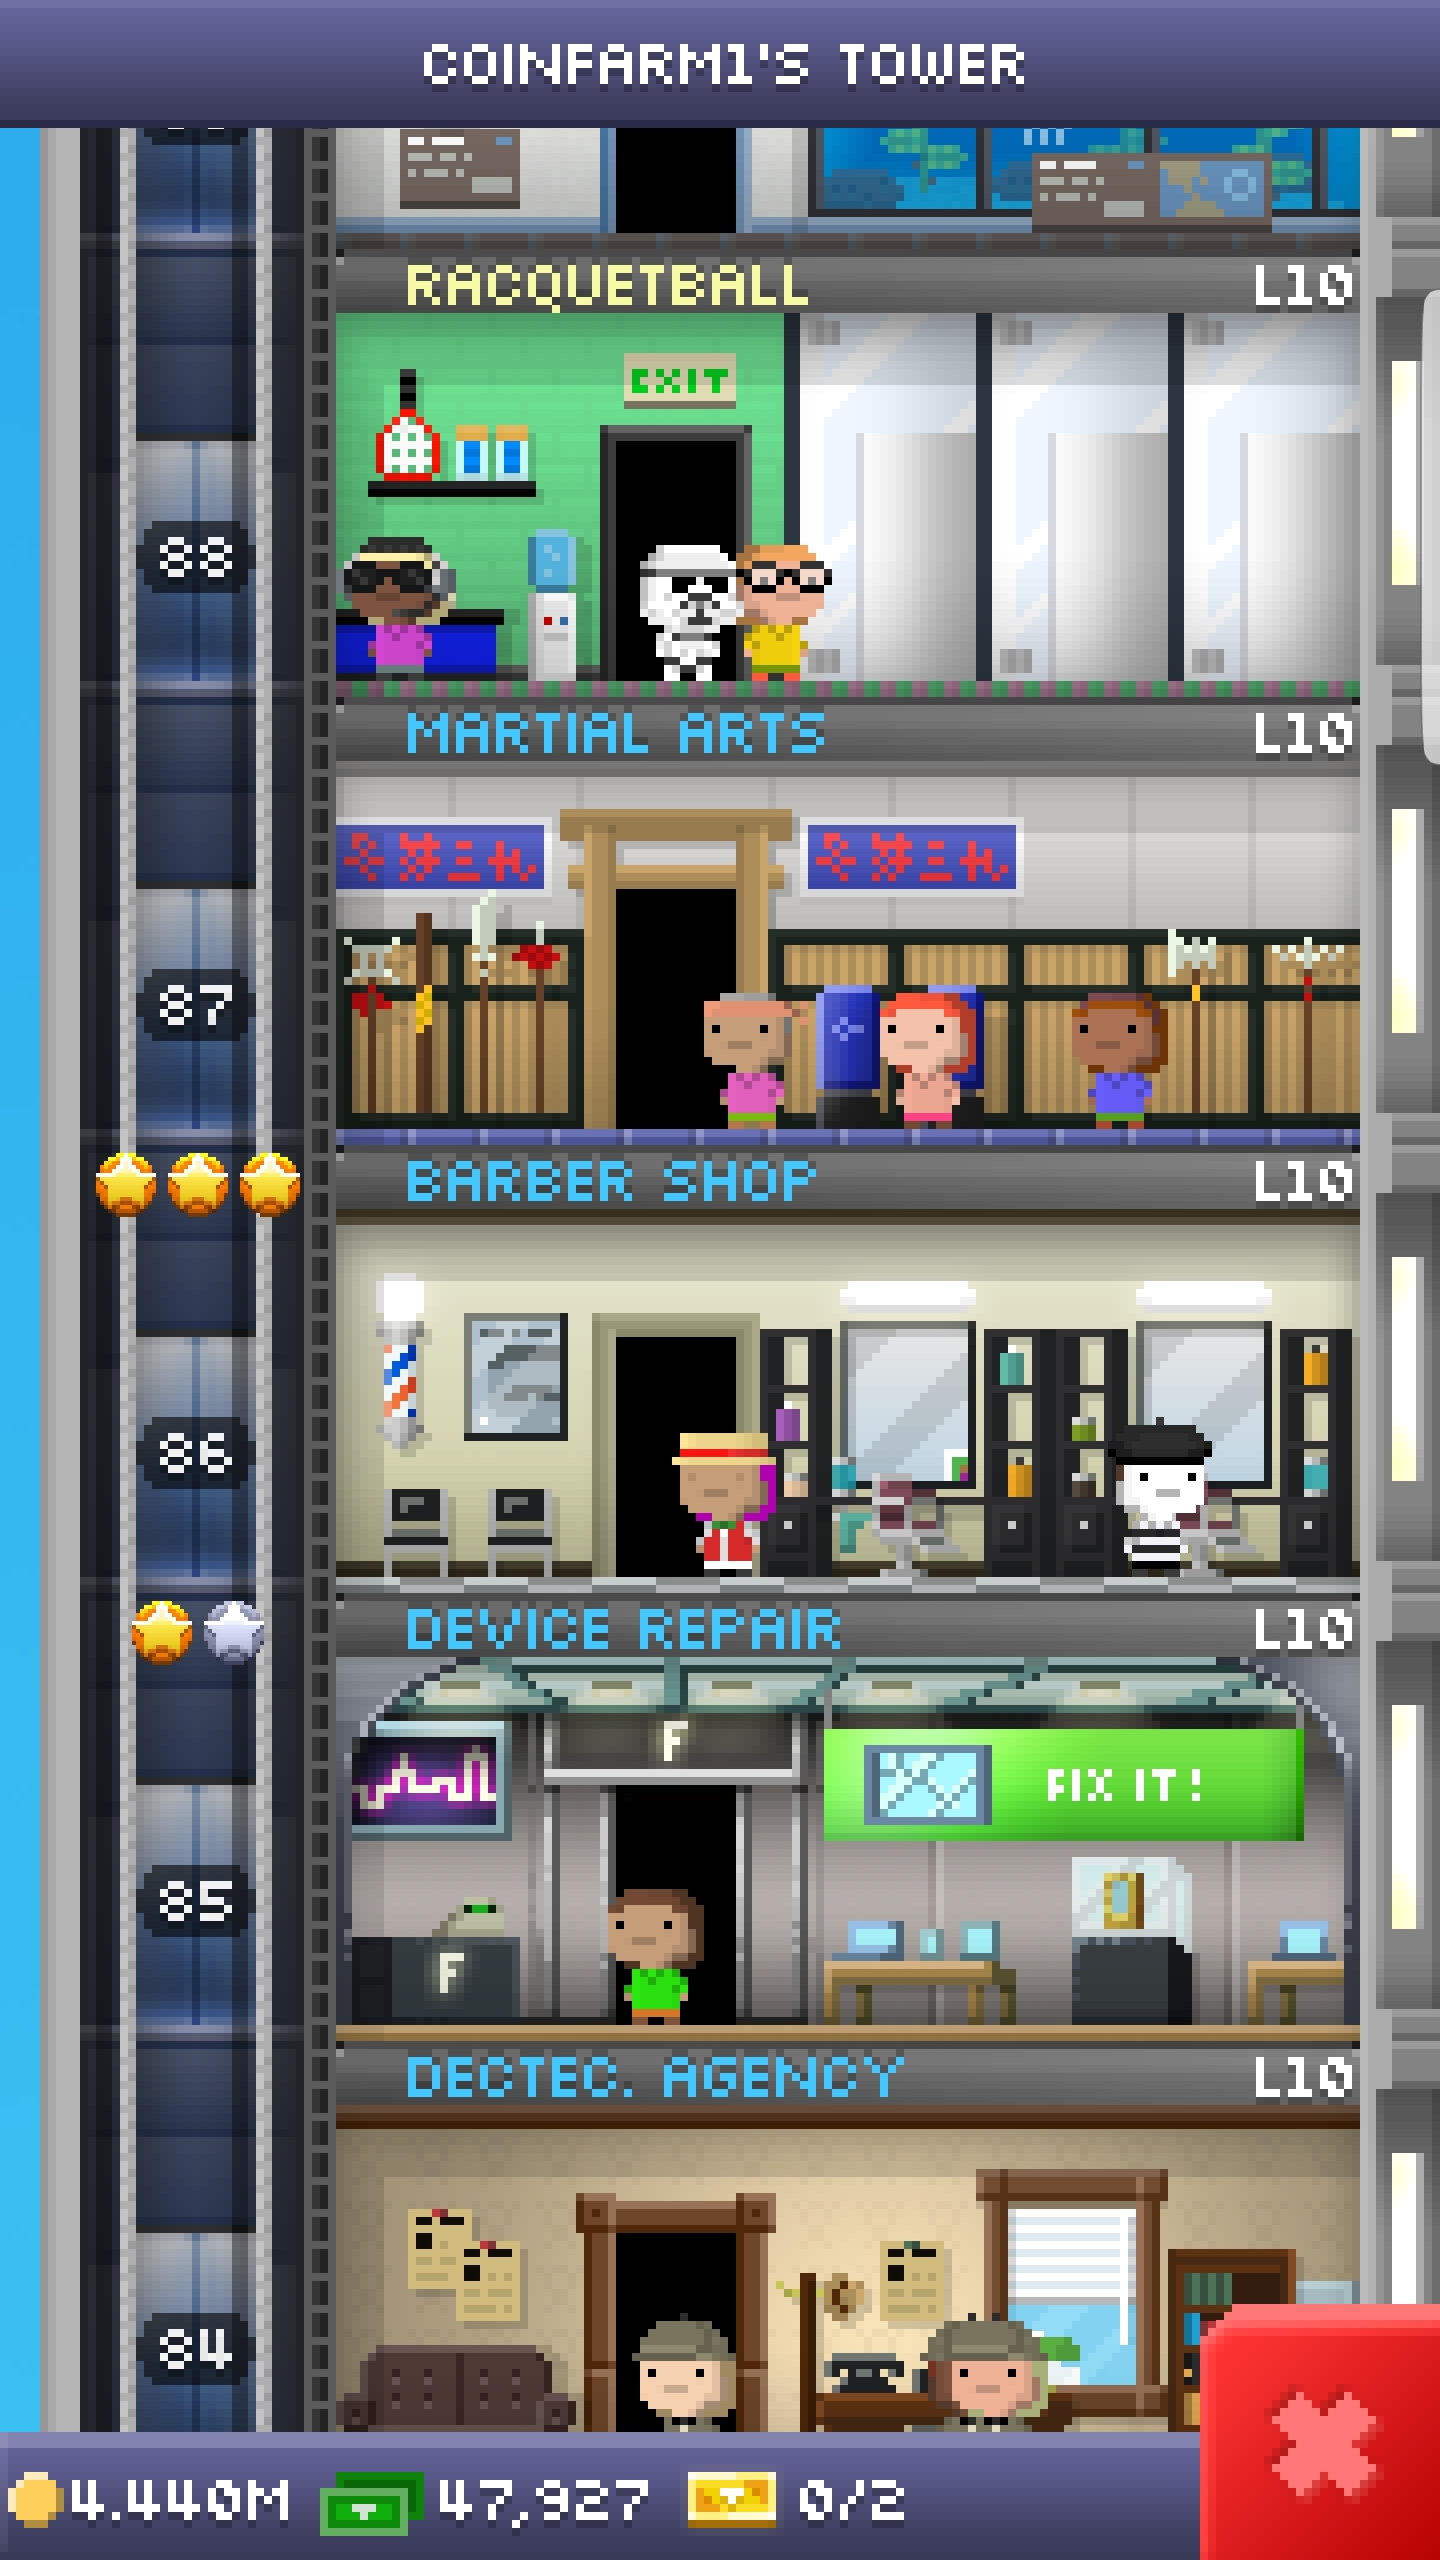 COINFARM1'S TOWER
RACQUETBALL L10
EXIT
88
MARTIAL ARTS L10
87
BARBER SHOP L10
86
DEVICE REPAIR L10
F
FIX IT!
85
F
DECTEC. AGENCY L10
84
4.440M 47,927 0/2